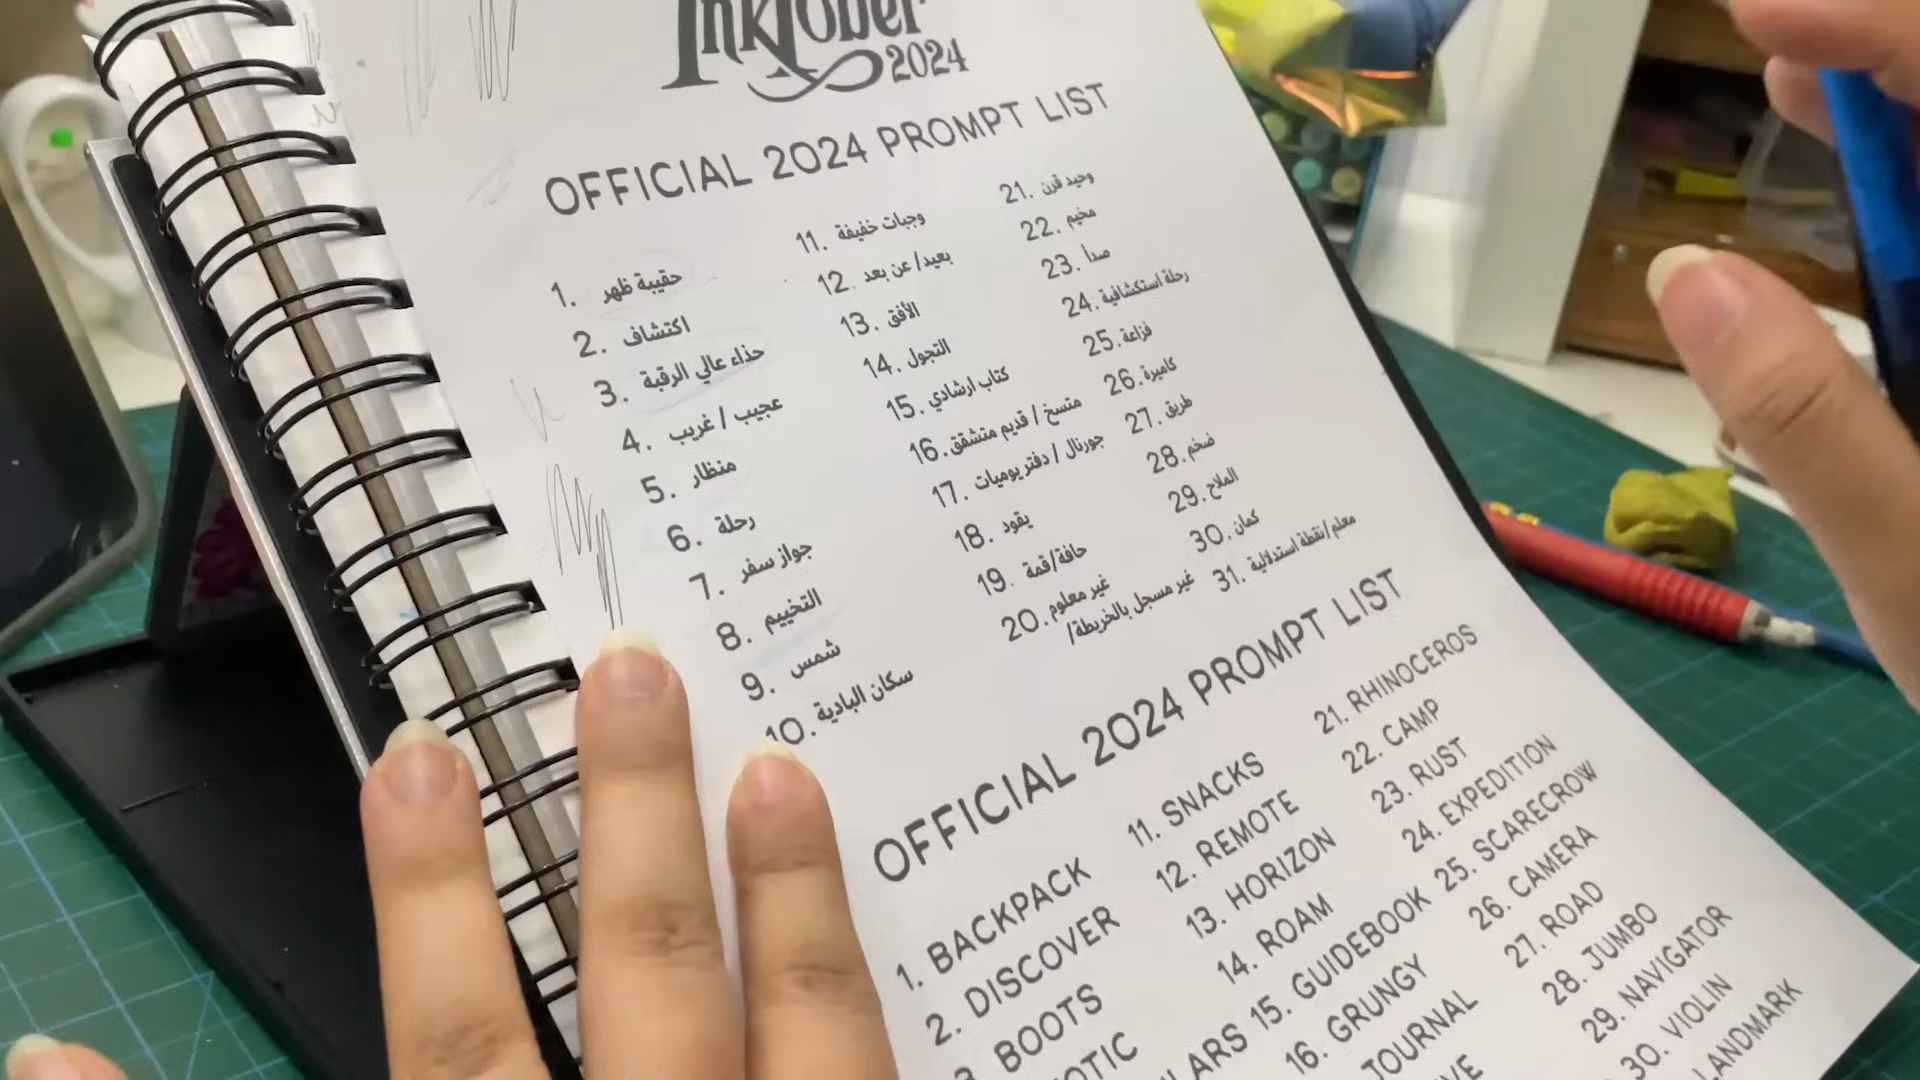 InkTober
2024
OFFICIAL 2024 PROMPT LIST
1. حقيبة ظهر
2. اكتشاف
3. حذاء عالي الرقبة
4. عجيب / غريب
5. منظار
6. رحلة
7. جواز سفر
8. التخييم
9. شمس
10. سكان البادية
11. وجبات خفيفة
12. بعيد/ عن بعد
13. الأفق
14. التجول
15. كتاب ارشادي
16. متسخ / قديم متشقق
17. جورنال / دفتر يوميات
18. يقود
19. حافة/قمة
20. غير معلوم
غير مسجل بالخريطة/
21. وحيد قرن
22. مخيم
23. صدأ
24. رحلة استكشافية
25. فزاعة
26. كاميرة
27. طريق
28. ضخم
29. الملاح
30. كمان
31. معلم/نقطة استدلالية
OFFICIAL 2024 PROMPT LIST
1. BACKPACK
2. DISCOVER
3. BOOTS
OTIC
LARS
11. SNACKS
12. REMOTE
13. HORIZON
14. ROAM
15. GUIDEBOOK
16. GRUNGY
JOURNAL
VE
21. RHINOCEROS
22. CAMP
23. RUST
24. EXPEDITION
25. SCARECROW
26. CAMERA
27. ROAD
28. JUMBO
29. NAVIGATOR
30. VIOLIN
LANDMARK